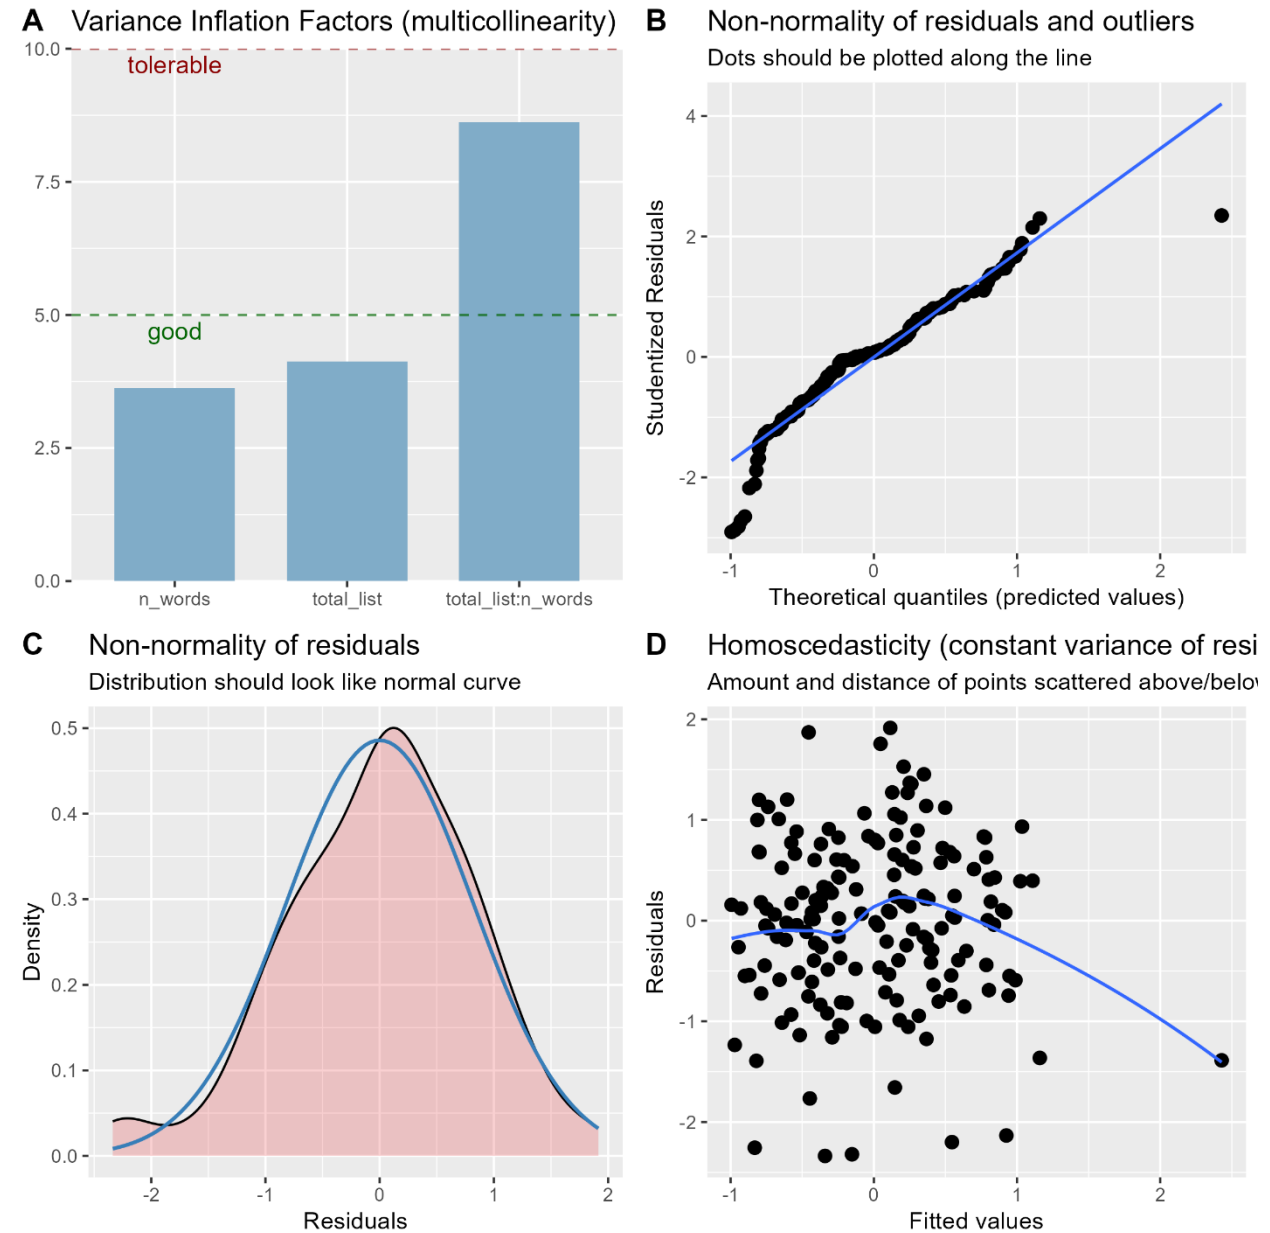 A Variance Inflation Factors (multicollinearity)
10.0
tolerable
7.5
5.0
good
2.5
0.0
n_words total_list total_list:n_words
B Non-normality of residuals and outliers
Dots should be plotted along the line
Studentized Residuals
4
2
0
-2
-1 0 1 2
Theoretical quantiles (predicted values)
C Non-normality of residuals
Distribution should look like normal curve
Density
0.5
0.4
0.3
0.2
0.1
0.0
-2 -1 0 1 2
Residuals
D Homoscedasticity (constant variance of resi
Amount and distance of points scattered above/belo
Residuals
2
1
0
-1
-2
-1 0 1 2
Fitted values